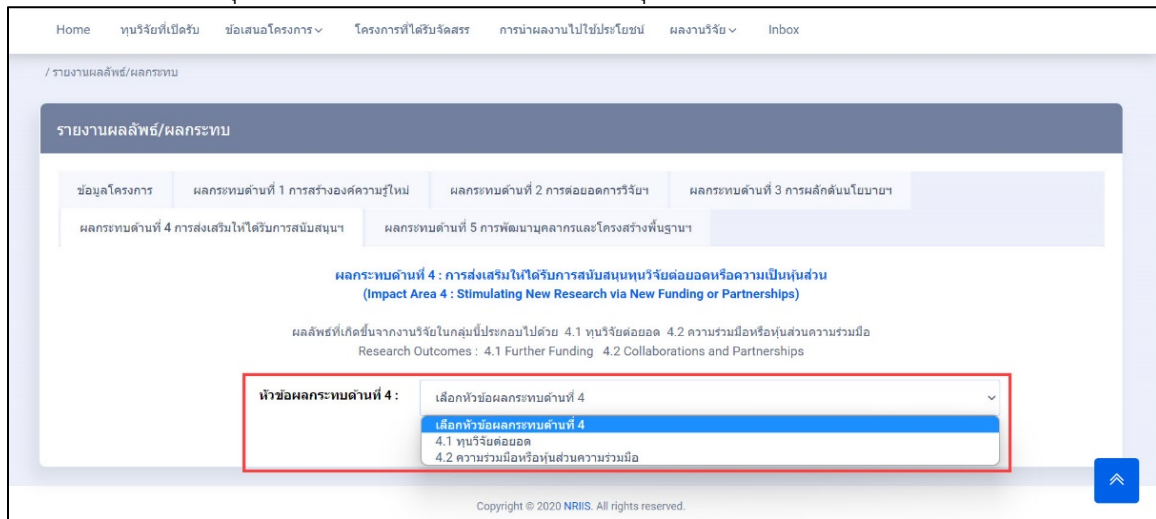 Home ทุนวิจัยที่เปิดรับ ข้อเสนอโครงการ โครงการที่ได้รับจัดสรร การนำผลงานไปใช้ประโยชน์ ผลงานวิจัย Inbox
/ รายงานผลลัพธ์/ผลกระทบ
รายงานผลลัพธ์/ผลกระทบ
ข้อมูลโครงการ ผลกระทบด้านที่ 1 การสร้างองค์ความรู้ใหม่ ผลกระทบด้านที่ 2 การต่อยอดการวิจัยฯ ผลกระทบด้านที่ 3 การผลักดันนโยบายฯ
ผลกระทบด้านที่ 4 การส่งเสริมให้ได้รับการสนับสนุนฯ ผลกระทบด้านที่ 5 การพัฒนาบุคลากรและโครงสร้างพื้นฐานฯ
ผลกระทบด้านที่ 4 : การส่งเสริมให้ได้รับการสนับสนุนทุนวิจัยต่อยอดหรือความเป็นหุ้นส่วน
(Impact Area 4 : Stimulating New Research via New Funding or Partnerships)
ผลลัพธ์ที่เกิดขึ้นจากงานวิจัยในกลุ่มนี้ประกอบไปด้วย 4.1 ทุนวิจัยต่อยอด 4.2 ความร่วมมือหรือหุ้นส่วนความร่วมมือ
Research Outcomes : 4.1 Further Funding 4.2 Collaborations and Partnerships
หัวข้อผลกระทบด้านที่ 4 : เลือกหัวข้อผลกระทบด้านที่ 4
เลือกหัวข้อผลกระทบด้านที่ 4
4.1 ทุนวิจัยต่อยอด
4.2 ความร่วมมือหรือหุ้นส่วนความร่วมมือ
Copyright © 2020 NRIIS. All rights reserved.